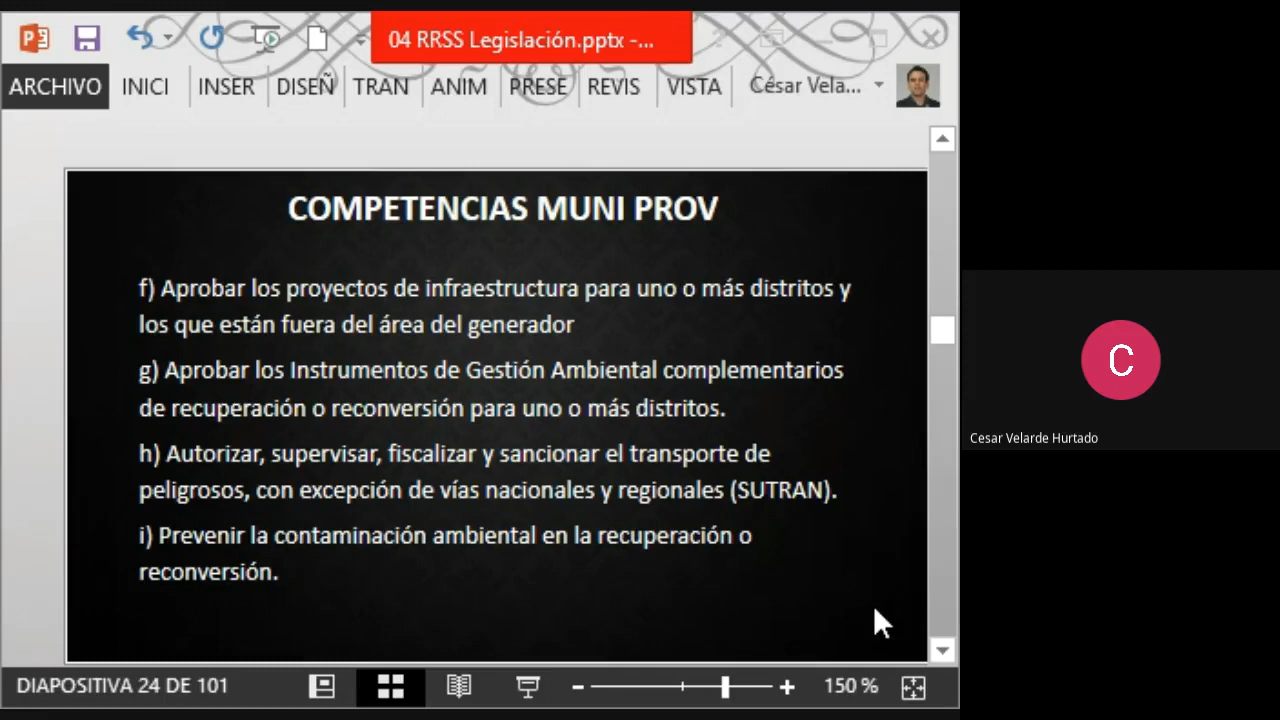 04 RRSS Legislación.pptx -...
ARCHIVO INICI INSER DISEÑ TRAN ANIM PRESE REVIS VISTA César Vela...
COMPETENCIAS MUNI PROV
f) Aprobar los proyectos de infraestructura para uno o más distritos y
los que están fuera del área del generador
g) Aprobar los Instrumentos de Gestión Ambiental complementarios
de recuperación o reconversión para uno o más distritos.
h) Autorizar, supervisar, fiscalizar y sancionar el transporte de
peligrosos, con excepción de vías nacionales y regionales (SUTRAN).
i) Prevenir la contaminación ambiental en la recuperación o
reconversión.
DIAPOSITIVA 24 DE 101 150 %
C
Cesar Velarde Hurtado